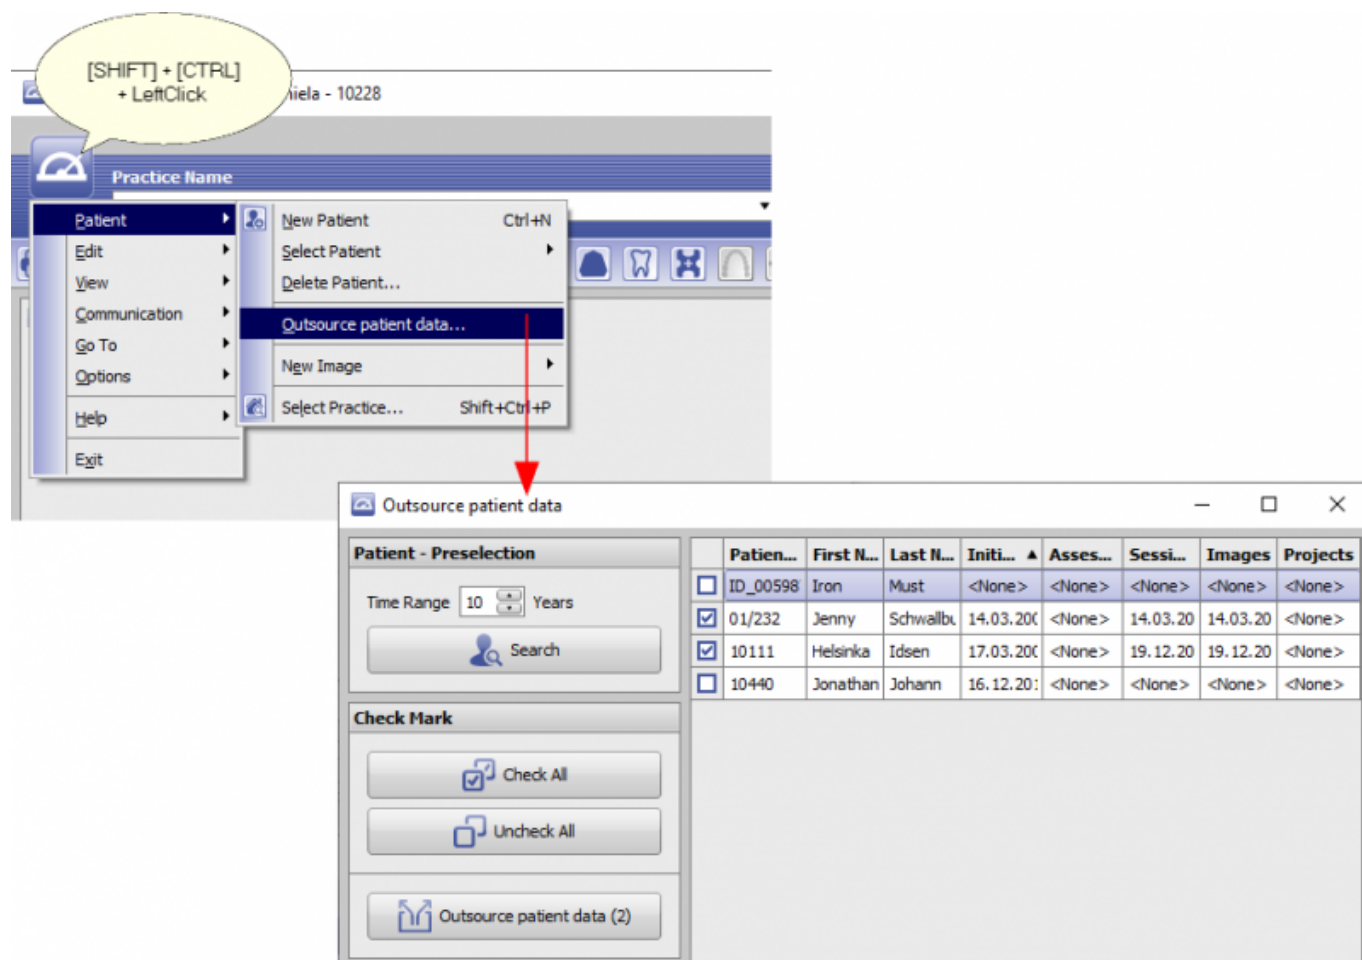 [SHIFT] + [CTRL]
+ LeftClick
niela - 10228
Practice Name
Patient
Edit
View
Communication
Go To
Options
Help
Exit
New Patient Ctrl+N
Select Patient
Delete Patient...
Outsource patient data...
New Image
Select Practice... Shift+Ctrl+P
Outsource patient data
Patient - Preselection
Time Range 10 Years
Search
Check Mark
Check All
Uncheck All
Outsource patient data (2)
Patien... First N... Last N... Initi... Asses... Sessi... Images Projects
ID_00598 Iron Must <None> <None> <None> <None> <None>
01/232 Jenny Schwallbu 14.03.200 <None> 14.03.20 14.03.20 <None>
10111 Helsinka Idsen 17.03.200 <None> 19.12.20 19.12.20 <None>
10440 Jonathan Johann 16.12.201 <None> <None> <None> <None>